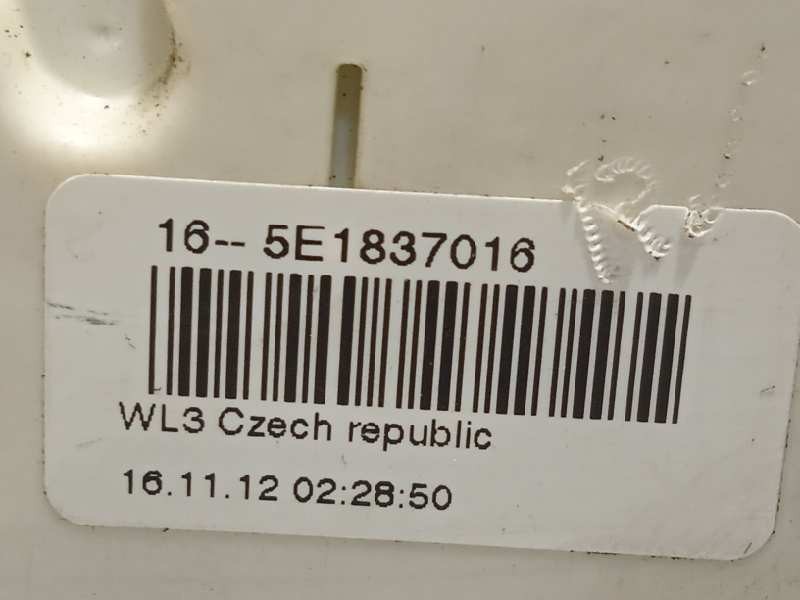 16-- 5E1837016
WL3 Czech republic
16.11.12 02:28:50